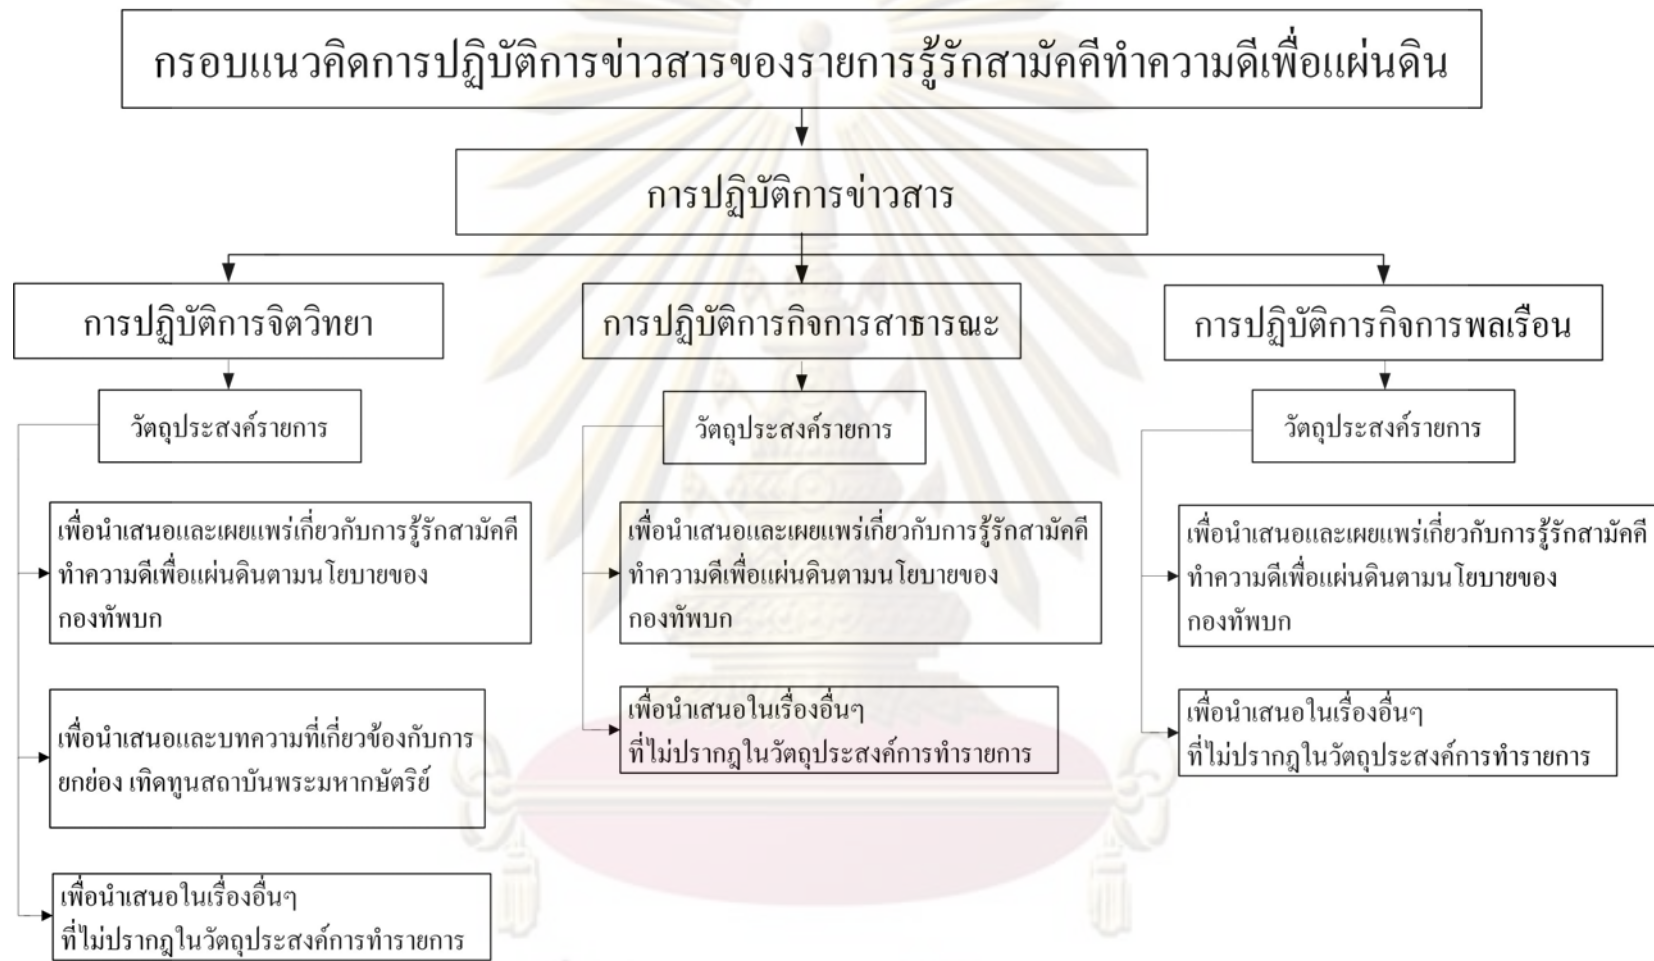 กรอบแนวคิดการปฏิบัติการข่าวสารของรายการรู้รักสามัคคีทำความดีเพื่อแผ่นดิน
การปฏิบัติการข่าวสาร
การปฏิบัติการจิตวิทยา
วัตถุประสงค์รายการ
เพื่อนำเสนอและเผยแพร่เกี่ยวกับการรู้รักสามัคคี
ทำความดีเพื่อแผ่นดินตามนโยบายของ
กองทัพบก
เพื่อนำเสนอและบทความที่เกี่ยวข้องกับการ
ยกย่อง เทิดทูนสถาบันพระมหากษัตริย์
เพื่อนำเสนอในเรื่องอื่นๆ
ที่ไม่ปรากฏในวัตถุประสงค์การทำรายการ
การปฏิบัติการกิจการสาธารณะ
วัตถุประสงค์รายการ
เพื่อนำเสนอและเผยแพร่เกี่ยวกับการรู้รักสามัคคี
ทำความดีเพื่อแผ่นดินตามนโยบายของ
กองทัพบก
เพื่อนำเสนอในเรื่องอื่นๆ
ที่ไม่ปรากฏในวัตถุประสงค์การทำรายการ
การปฏิบัติการกิจการพลเรือน
วัตถุประสงค์รายการ
เพื่อนำเสนอและเผยแพร่เกี่ยวกับการรู้รักสามัคคี
ทำความดีเพื่อแผ่นดินตามนโยบายของ
กองทัพบก
เพื่อนำเสนอในเรื่องอื่นๆ
ที่ไม่ปรากฏในวัตถุประสงค์การทำรายการ